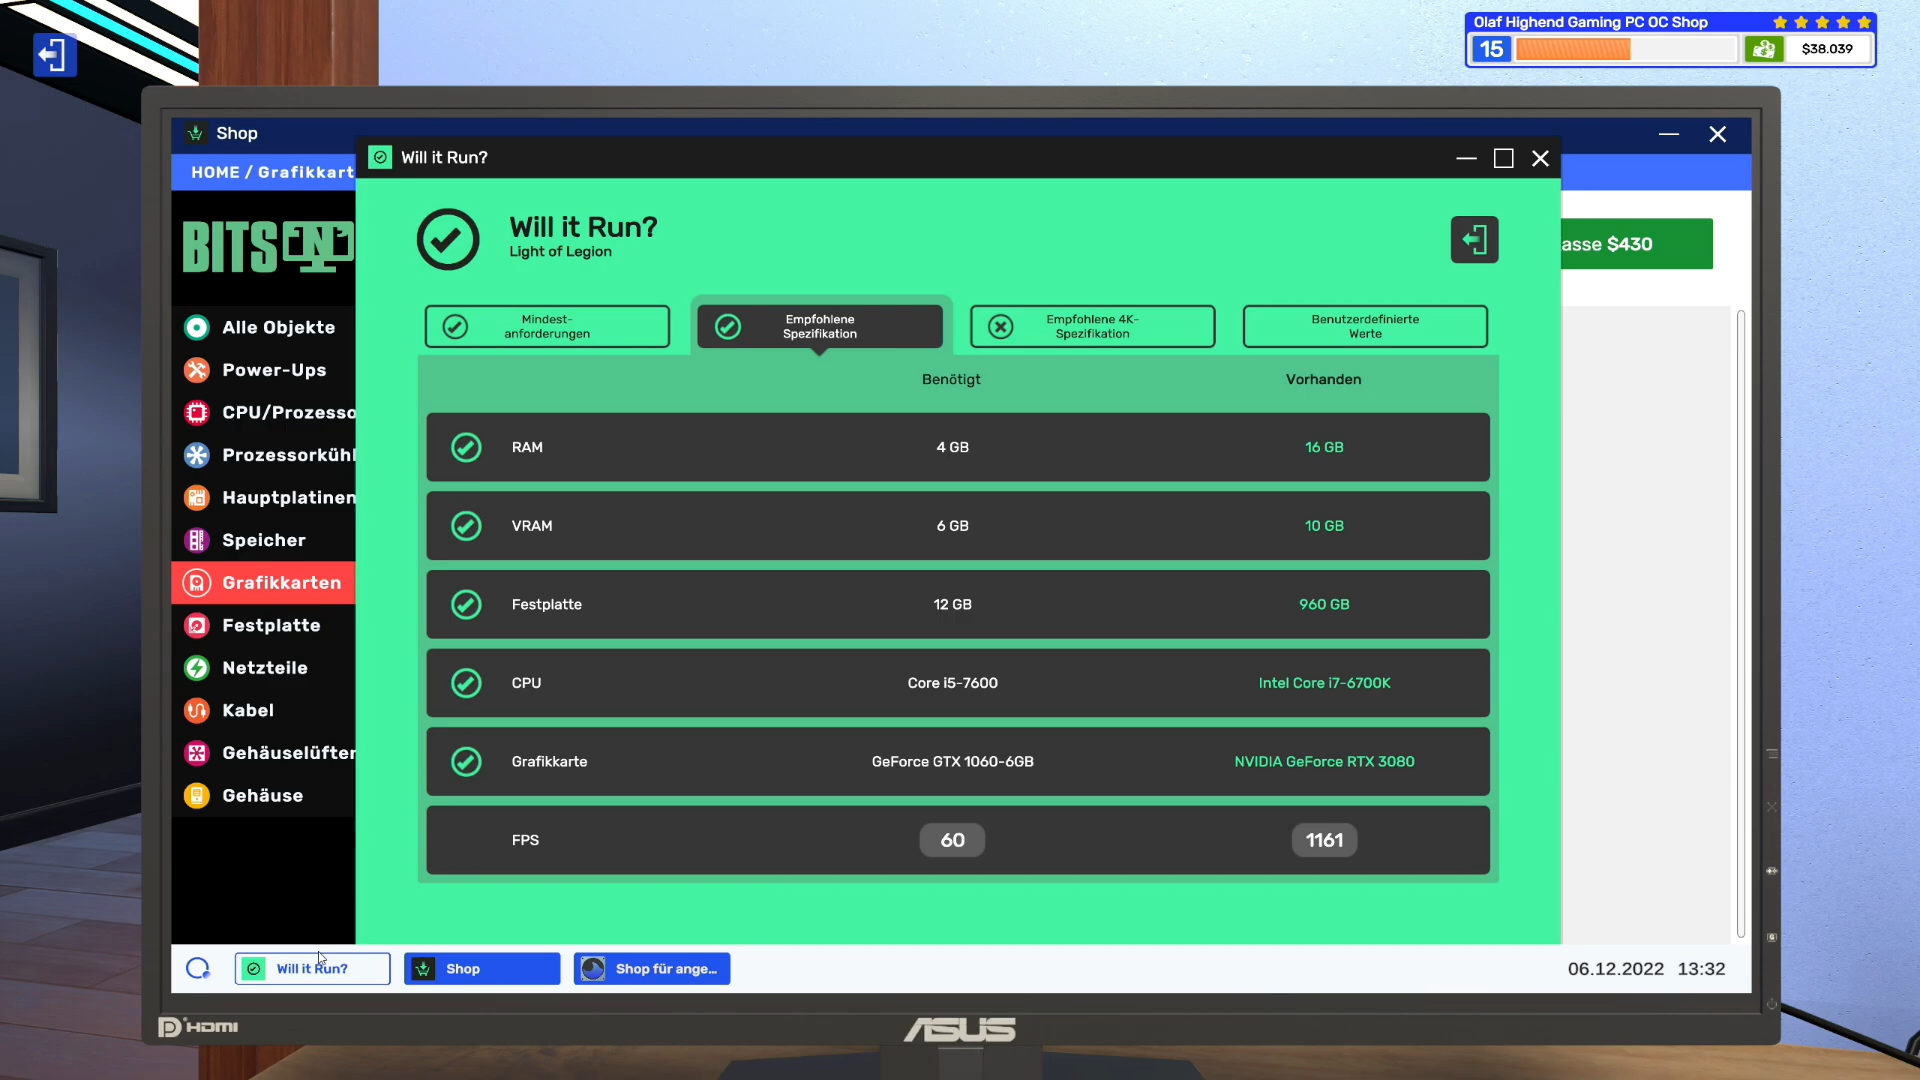 Olaf Highend Gaming PC OC Shop
15
$38.039
Shop
HOME / Grafikkart
BITS
Alle Objekte
Power-Ups
CPU/Prozesso
Prozessorkühl
Hauptplatinen
Speicher
Grafikkarten
Festplatte
Netzteile
Kabel
Gehäuselüfter
Gehäuse
asse $430
Will it Run?
Will it Run?
Light of Legion
Mindest-
anforderungen
Empfohlene
Spezifikation
Empfohlene 4K-
Spezifikation
Benutzerdefinierte
Werte
Benötigt
Vorhanden
RAM 4 GB 16 GB
VRAM 6 GB 10 GB
Festplatte 12 GB 960 GB
CPU Core i5-7600 Intel Core i7-6700K
Grafikkarte GeForce GTX 1060-6GB NVIDIA GeForce RTX 3080
FPS 60 1161
Will it Run?
Shop
Shop für ange...
06.12.2022 13:32
HDMI
ASUS